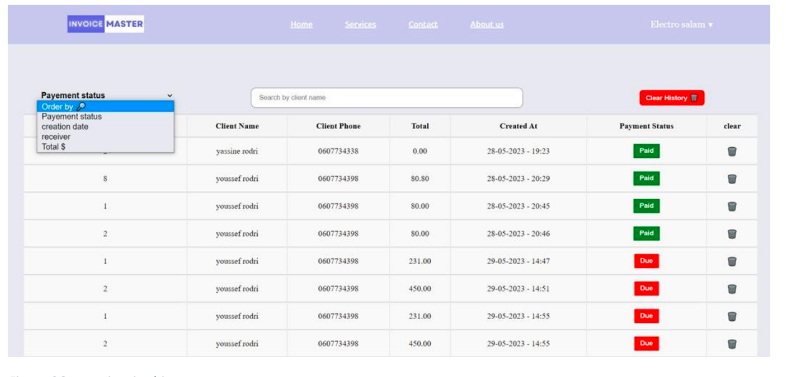 INVOICE MASTER
Home Services Contact About us Electro salam ▼
Payement status
Search by client name
Clear History
Order by
Payement status
creation date
receiver
Total $
Client Name Client Phone Total Created At Payment Status clear
yassine rodri 0607734338 0.00 28-05-2023 - 19:23 Paid
8 youssef rodri 0607734398 80.80 28-05-2023 - 20:29 Paid
1 youssef rodri 0607734398 80.00 28-05-2023 - 20:45 Paid
2 youssef rodri 0607734398 80.00 28-05-2023 - 20:46 Paid
1 youssef rodri 0607734398 231.00 29-05-2023 - 14:47 Due
2 youssef rodri 0607734398 450.00 29-05-2023 - 14:51 Due
1 youssef rodri 0607734398 231.00 29-05-2023 - 14:55 Due
2 youssef rodri 0607734398 450.00 29-05-2023 - 14:55 Due